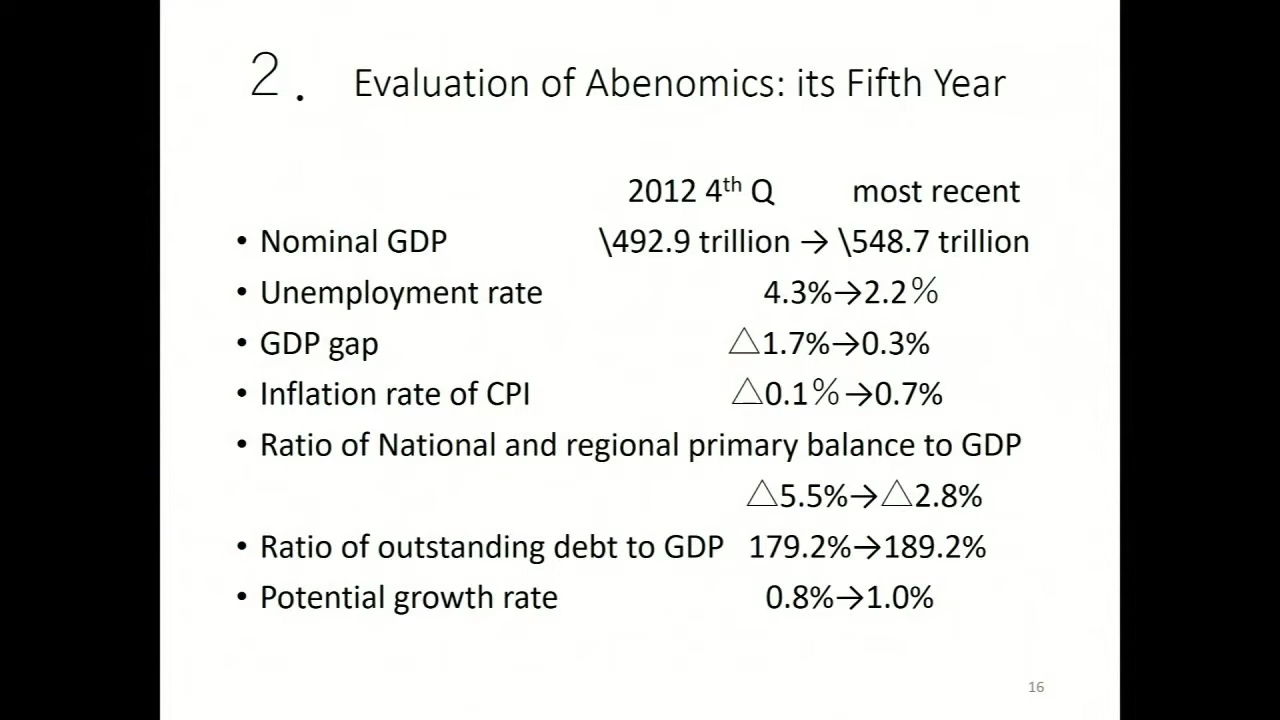 2. Evaluation of Abenomics: its Fifth Year
2012 4th Q most recent
• Nominal GDP \492.9 trillion → \548.7 trillion
• Unemployment rate 4.3%→2.2%
• GDP gap △1.7%→0.3%
• Inflation rate of CPI △0.1%→0.7%
• Ratio of National and regional primary balance to GDP
△5.5%→△2.8%
• Ratio of outstanding debt to GDP 179.2%→189.2%
• Potential growth rate 0.8%→1.0%
16